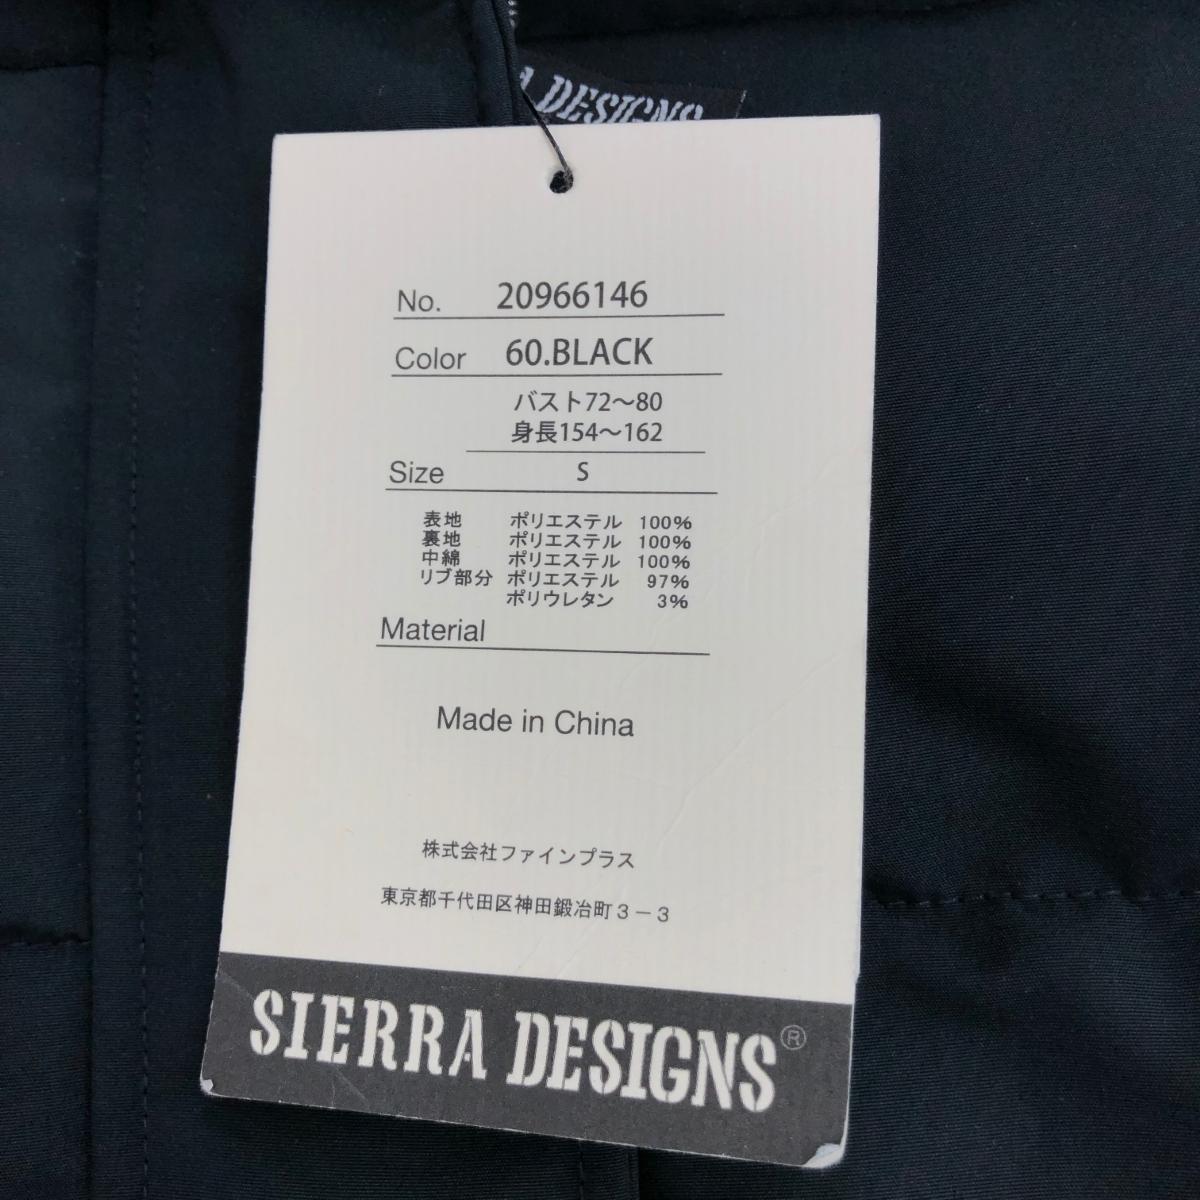 DESIGNS
No. 20966146
Color 60.BLACK
バスト72～80
身長154～162
Size S
表地 ポリエステル 100%
裏地 ポリエステル 100%
中綿 ポリエステル 100%
リブ部分 ポリエステル 97%
ポリウレタン 3%
Material
Made in China
株式会社ファインプラス
東京都千代田区神田鍛冶町３－３
SIERRA DESIGNS®